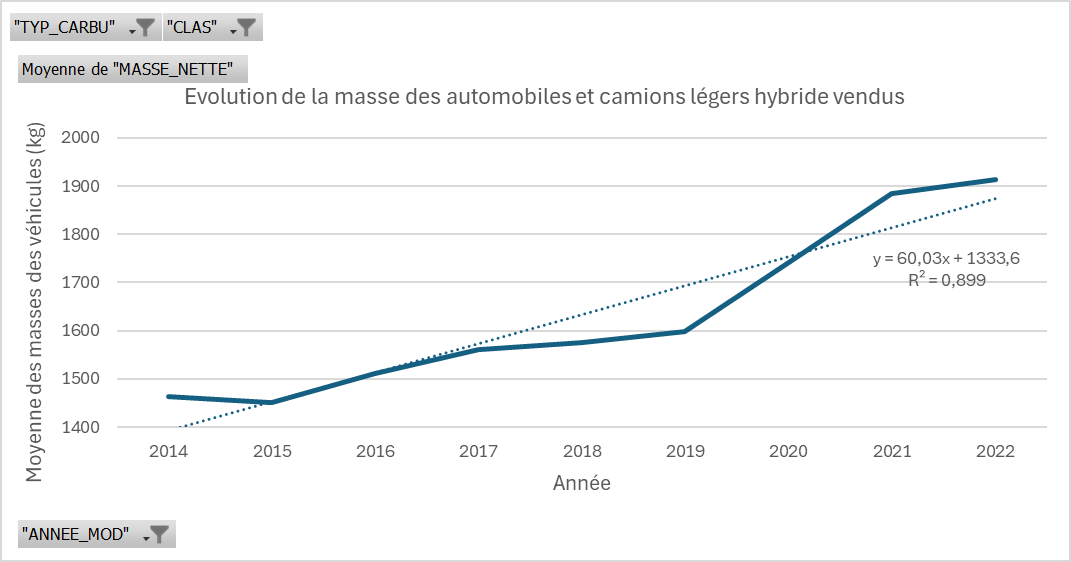 "TYP_CARBU" "CLAS"
Moyenne de "MASSE_NETTE"
Evolution de la masse des automobiles et camions légers hybride vendus
Moyenne des masses des véhicules (kg)
2000
1900
1800
1700
1600
1500
1400
y = 60,03x + 1333,6
R² = 0,899
2014 2015 2016 2017 2018 2019 2020 2021 2022
Année
"ANNEE_MOD"